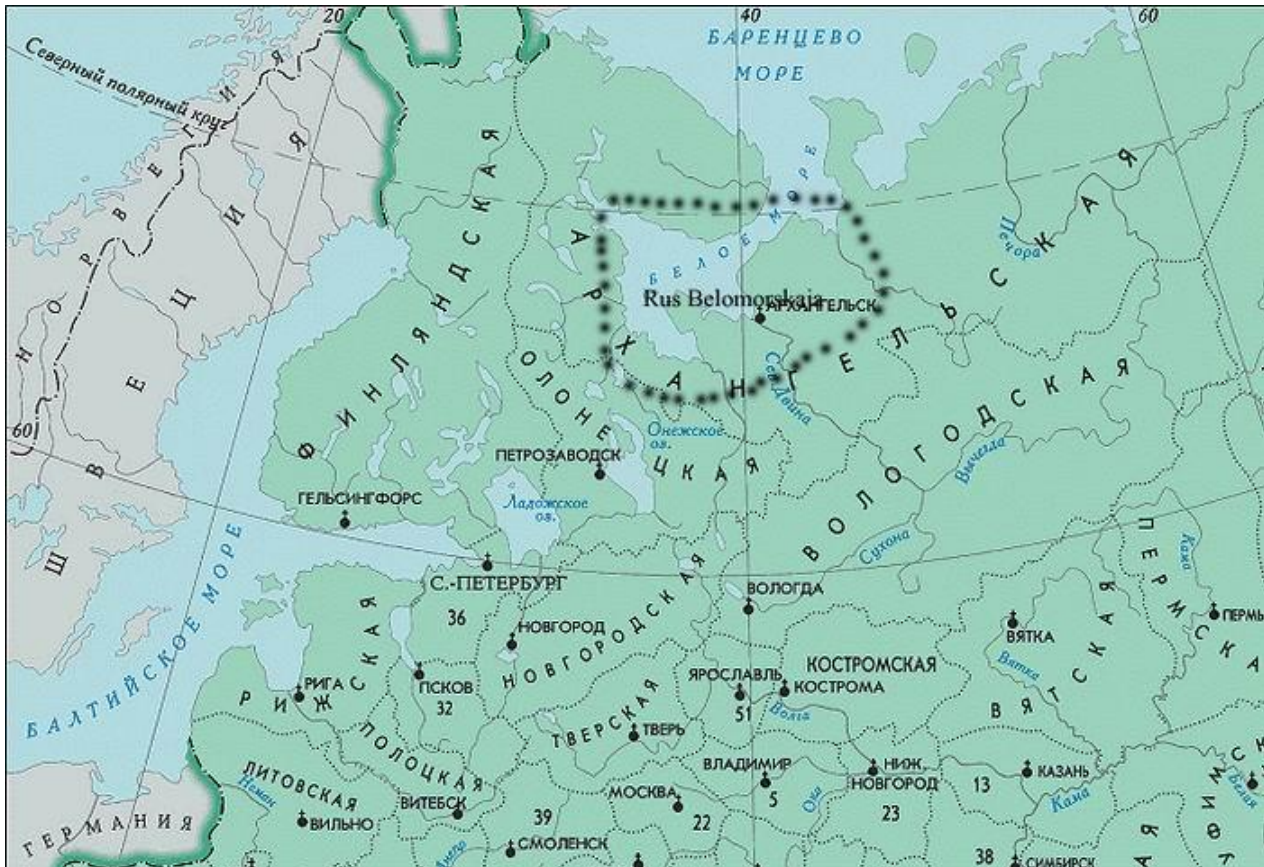 20
40
60
Северный полярный круг
БАРЕНЦЕВО
МОРЕ
НОРВЕГИЯ
ШВЕЦИЯ
ФИНЛЯНДСКАЯ
БЕЛОЕ МОРЕ
Печора
Rus Belomorskaja
АРХАНГЕЛЬСК
АРХАНГЕЛЬСКАЯ
Сев. Двина
ОЛОНЕЦКАЯ
Онежское
оз.
ВОЛОГОДСКАЯ
Вычегда
60
ПЕТРОЗАВОДСК
Ладожское
оз.
ГЕЛЬСИНГФОРС
Сухона
ПЕРМСКАЯ
Кама
С.-ПЕТЕРБУРГ
БАЛТИЙСКОЕ МОРЕ
ВОЛОГДА
36
НОВГОРОД
НОВГОРОДСКАЯ
ВЯТКА
ПЕРМЬ
РИЖСКАЯ
РИГА
ПСКОВ
32
ЯРОСЛАВЛЬ
51
КОСТРОМСКАЯ
КОСТРОМА
Волга
Вятка
ВЯТСКАЯ
ПОЛОЦКАЯ
ТВЕРСКАЯ
ТВЕРЬ
ЛИТОВСКАЯ
Неман
ВИЛЬНО
ВИТЕБСК
ВЛАДИМИР
5
Ока
НИЖ.
НОВГОРОД
23
13
КАЗАНЬ
Кама
Белая
ГЕРМАНИЯ
МОСКВА
22
39
СМОЛЕНСК
Днепр
38
СИМБИРСК